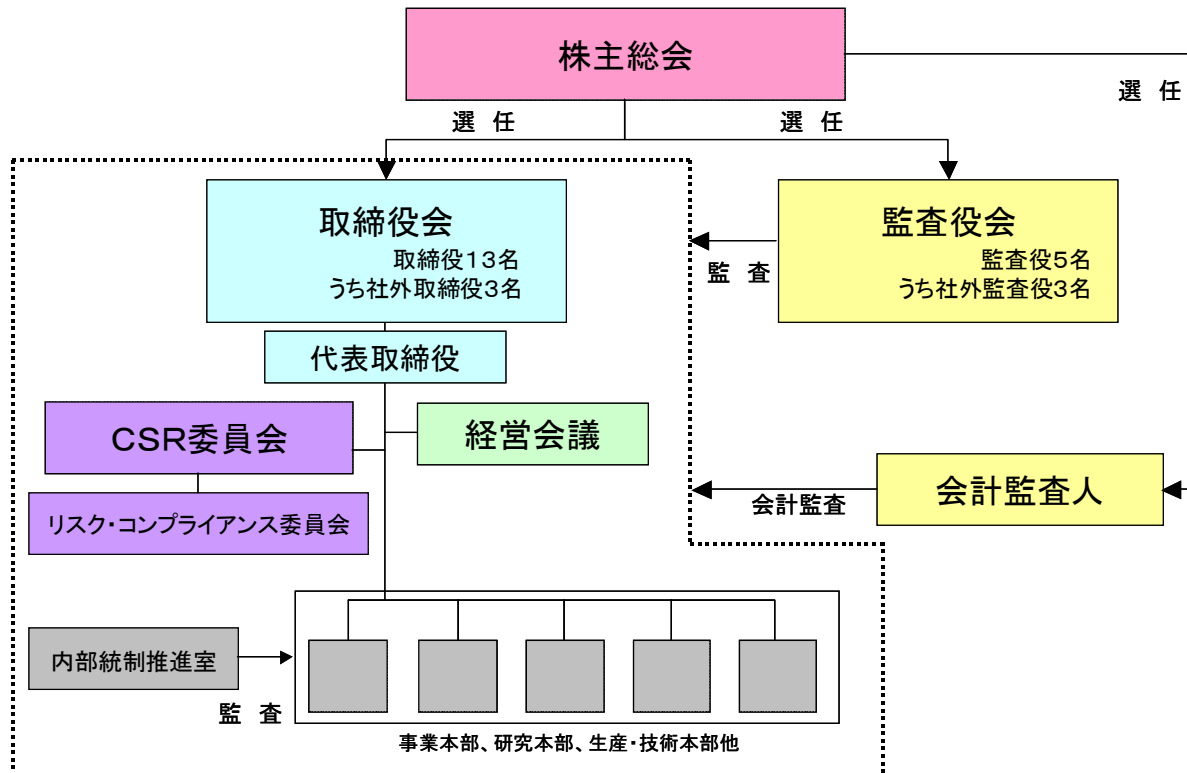 株主総会
選 任
選 任
選 任
取締役会
取締役13名
うち社外取締役3名
監査役会
監査役5名
うち社外監査役3名
監 査
代表取締役
CSR委員会
経営会議
リスク・コンプライアンス委員会
会計監査
会計監査人
内部統制推進室
監 査
事業本部、研究本部、生産・技術本部他